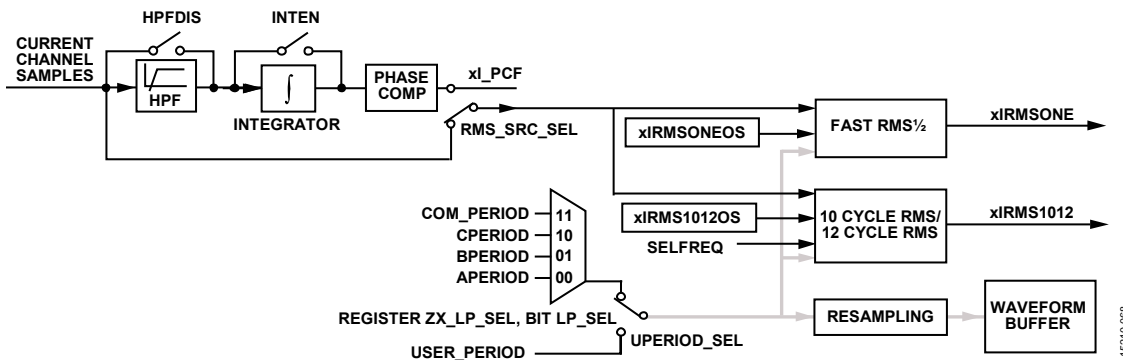 HPFDIS
INTEN
CURRENT
CHANNEL
SAMPLES
HPF
∫
INTEGRATOR
PHASE
COMP
xI_PCF
RMS_SRC_SEL
xIRMSONEOS
FAST RMS½
xIRMSONE
xIRMS1012OS
SELFREQ
10 CYCLE RMS/
12 CYCLE RMS
xIRMS1012
COM_PERIOD 11
CPERIOD 10
BPERIOD 01
APERIOD 00
REGISTER ZX_LP_SEL, BIT LP_SEL
UPERIOD_SEL
USER_PERIOD
RESAMPLING
WAVEFORM
BUFFER